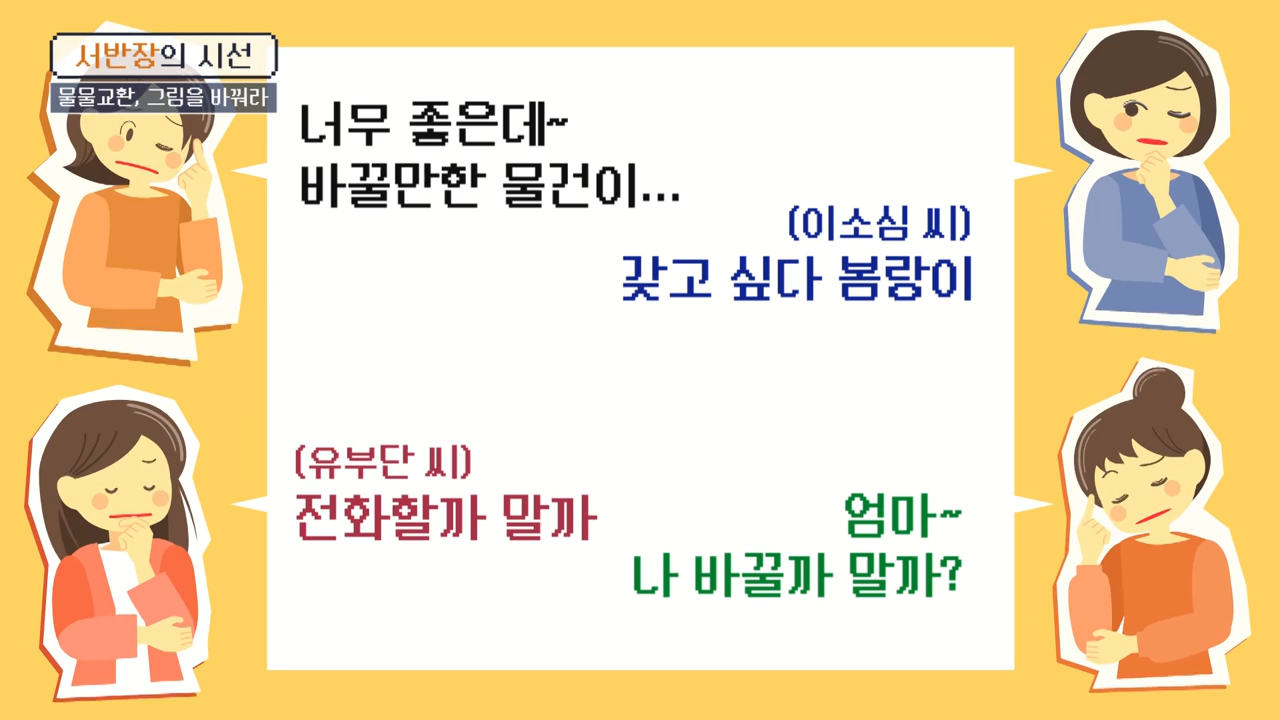 서반장의 시선
물물교환, 그림을 바꿔라
너무 좋은데~
바꿀만한 물건이...
(이소심 씨)
갖고 싶다 봄랑이
(유부단 씨)
전화할까 말까
엄마~
나 바꿀까 말까?